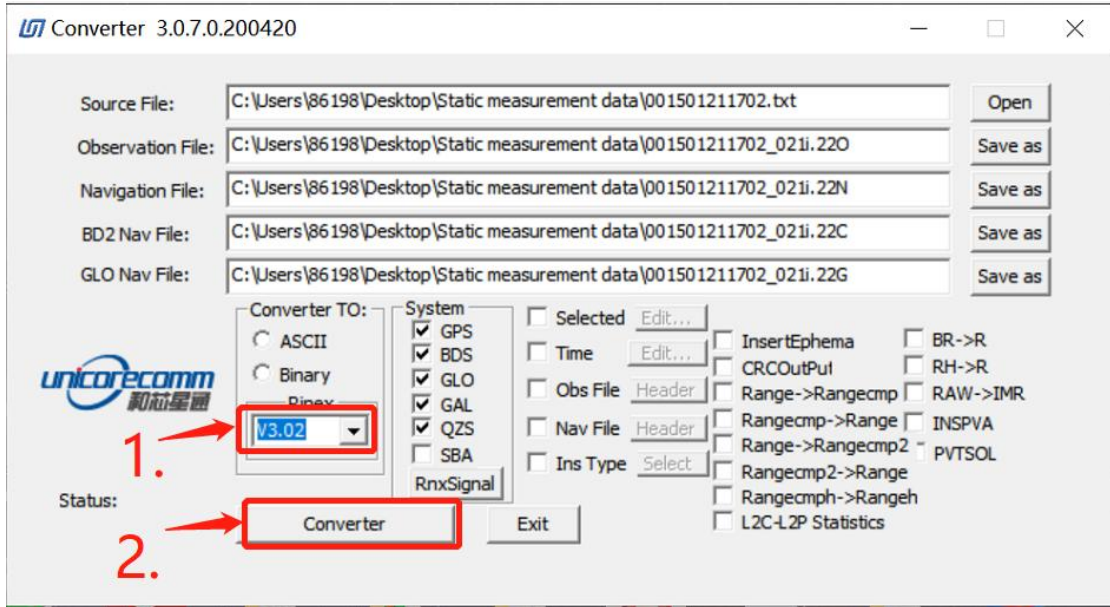 Converter 3.0.7.0.200420
Source File: C:\Users\86198\Desktop\Static measurement data\001501211702.txt Open
Observation File: C:\Users\86198\Desktop\Static measurement data\001501211702_021i.22O Save as
Navigation File: C:\Users\86198\Desktop\Static measurement data\001501211702_021i.22N Save as
BD2 Nav File: C:\Users\86198\Desktop\Static measurement data\001501211702_021i.22C Save as
GLO Nav File: C:\Users\86198\Desktop\Static measurement data\001501211702_021i.22G Save as
Converter TO:
ASCII
Binary
Rinex
V3.02
System
GPS
BDS
GLO
GAL
QZS
SBA
RnxSignal
Selected Edit...
Time Edit...
Obs File Header
Nav File Header
Ins Type Select
InsertEphema
CRCOutPut
Range->Rangecmp
Rangecmp->Range
Range->Rangecmp2
Rangecmp2->Range
Rangecmph->Rangeh
L2C-L2P Statistics
BR->R
RH->R
RAW->IMR
INSPVA
PVTSOL
unicorecomm
和芯星通
1.
Status:
Converter
Exit
2.